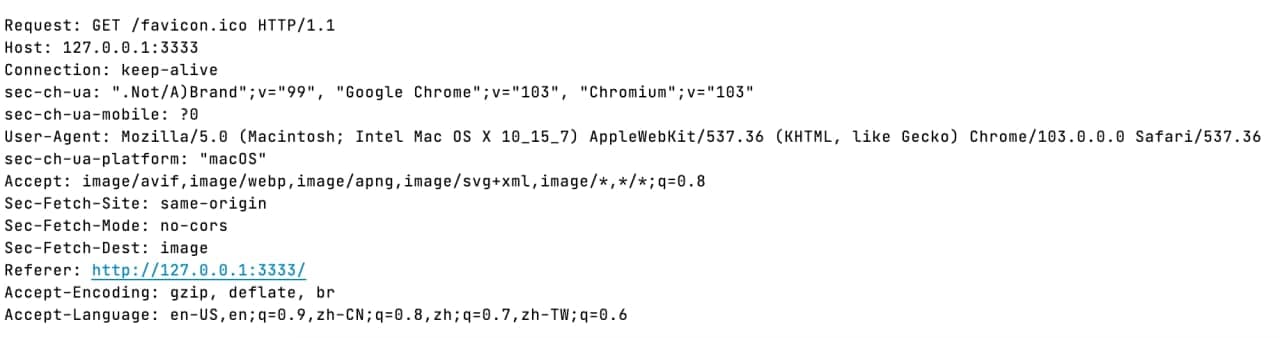 Request: GET /favicon.ico HTTP/1.1
Host: 127.0.0.1:3333
Connection: keep-alive
sec-ch-ua: ".Not/A)Brand";v="99", "Google Chrome";v="103", "Chromium";v="103"
sec-ch-ua-mobile: ?0
User-Agent: Mozilla/5.0 (Macintosh; Intel Mac OS X 10_15_7) AppleWebKit/537.36 (KHTML, like Gecko) Chrome/103.0.0.0 Safari/537.36
sec-ch-ua-platform: "macOS"
Accept: image/avif,image/webp,image/apng,image/svg+xml,image/*,*/*;q=0.8
Sec-Fetch-Site: same-origin
Sec-Fetch-Mode: no-cors
Sec-Fetch-Dest: image
Referer: http://127.0.0.1:3333/
Accept-Encoding: gzip, deflate, br
Accept-Language: en-US,en;q=0.9,zh-CN;q=0.8,zh;q=0.7,zh-TW;q=0.6